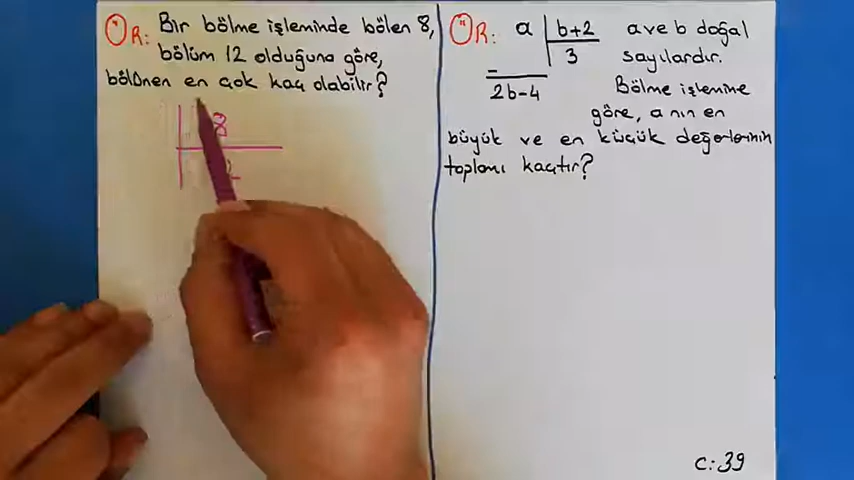 ÖR: Bir bölme işleminde bölen 8,
bölüm 12 olduğuna göre,
bölünen en çok kaç olabilir?
8
2
ÖR: a b+2
3
2b-4
a ve b doğal
sayılardır.
Bölme işlemine
göre, a nın en
büyük ve en küçük değerlerinin
toplamı kaçtır?
C:39